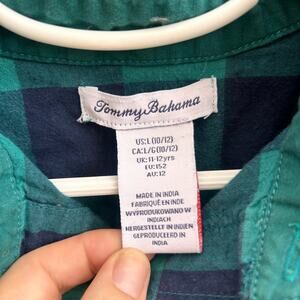 Tommy Bahama
US:L(10/12)
CA:L/G(10/12)
UK:11-12yrs
EU:152
AU:12
MADE IN INDIA
FABRIQUÉ EN INDE
WYPRODUKOWANO W
INDIACH
HERGESTELLT IN INDIEN
GEPRODUCEERD IN
INDIA